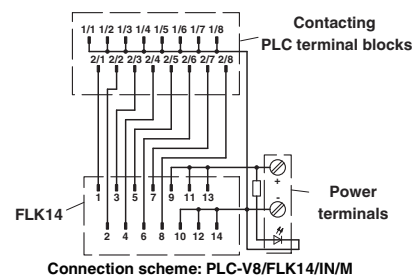 Contacting
PLC terminal blocks
1/1 1/2 1/3 1/4 1/5 1/6 1/7 1/8
2/1 2/2 2/3 2/4 2/5 2/6 2/7 2/8
FLK14
1 3 5 7 9 11 13
2 4 6 8 10 12 14
+
-
Power
terminals
Connection scheme: PLC-V8/FLK14/IN/M